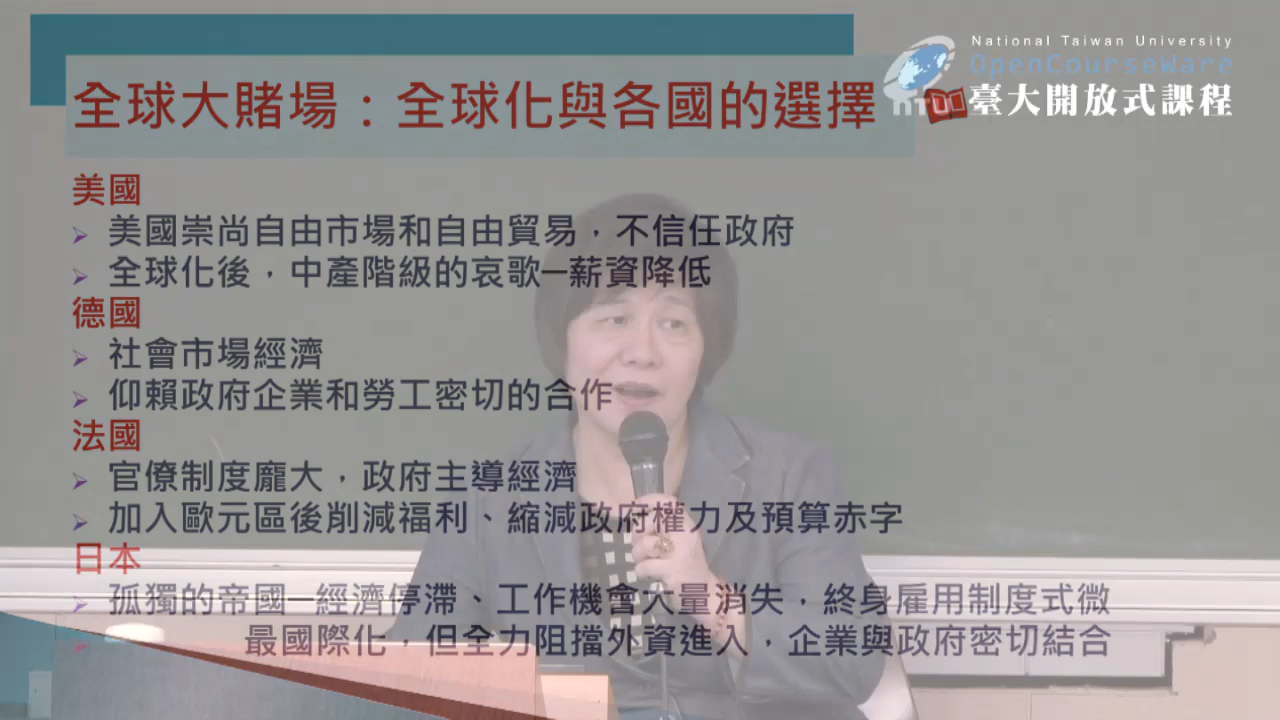 National Taiwan University
OpenCourseWare
臺大開放式課程
全球大賭場：全球化與各國的選擇
美國
➢ 美國崇尚自由市場和自由貿易，不信任政府
➢ 全球化後，中產階級的哀歌─薪資降低
德國
➢ 社會市場經濟
➢ 仰賴政府企業和勞工密切的合作
法國
➢ 官僚制度龐大，政府主導經濟
➢ 加入歐元區後削減福利、縮減政府權力及預算赤字
日本
➢ 孤獨的帝國─經濟停滯、工作機會大量消失，終身雇用制度式微
➢ 最國際化，但全力阻擋外資進入，企業與政府密切結合